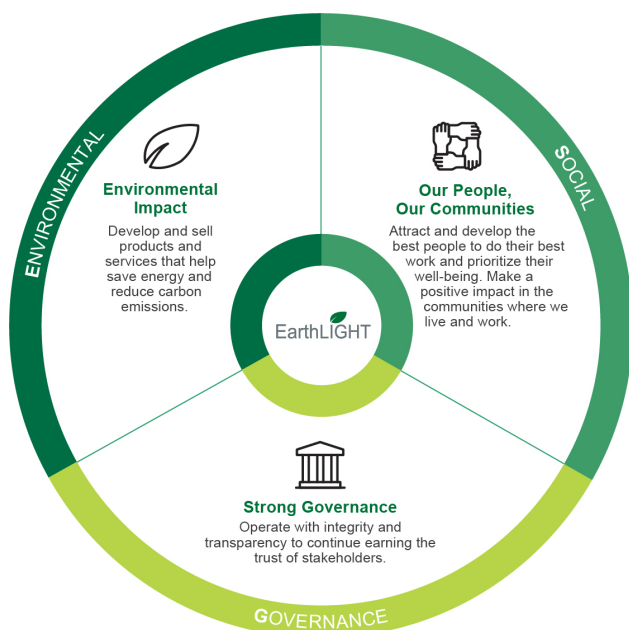 ENVIRONMENTAL
Environmental
Impact
Develop and sell
products and
services that help
save energy and
reduce carbon
emissions.
SOCIAL
Our People,
Our Communities
Attract and develop the
best people to do their best
work and prioritize their
well-being. Make a
positive impact in the
communities where we
live and work.
EarthLIGHT
Strong Governance
Operate with integrity and
transparency to continue earning the
trust of stakeholders.
GOVERNANCE